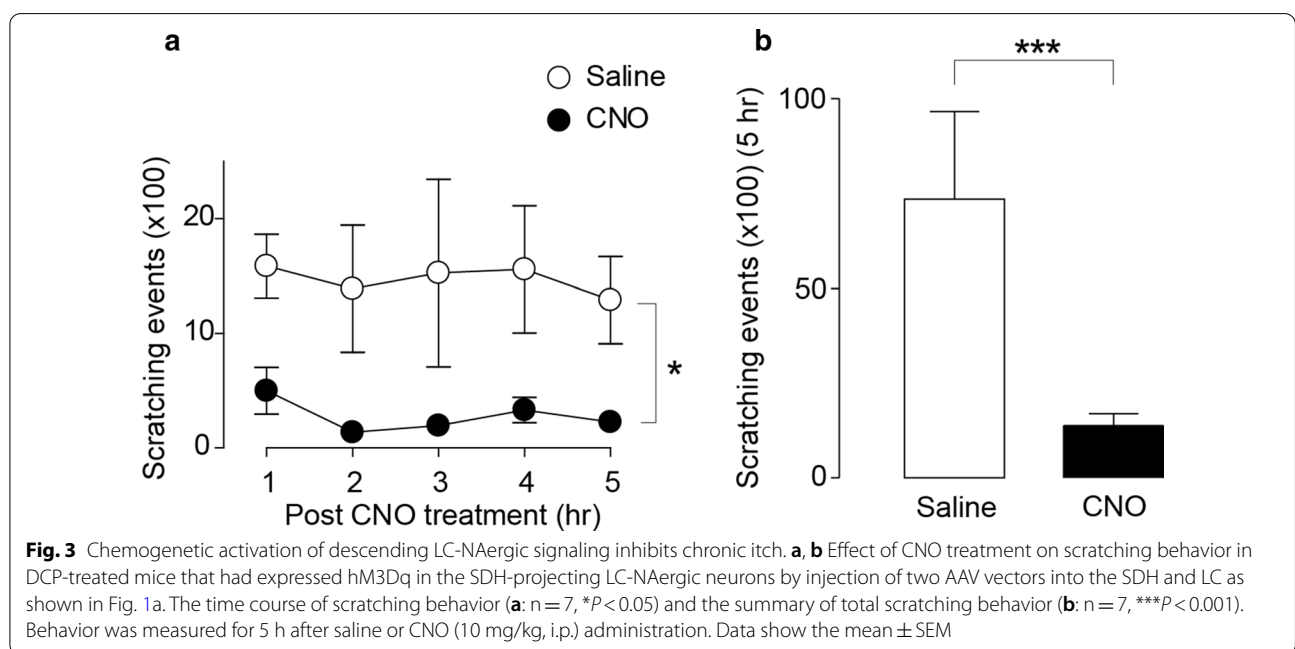 a
Saline
CNO
Scratching events (x100)
20
10
0
1 2 3 4 5
Post CNO treatment (hr)
*
b
***
Scratching events (x100) (5 hr)
100
50
0
Saline CNO
Fig. 3 Chemogenetic activation of descending LC-NAergic signaling inhibits chronic itch. a, b Effect of CNO treatment on scratching behavior in
DCP-treated mice that had expressed hM3Dq in the SDH-projecting LC-NAergic neurons by injection of two AAV vectors into the SDH and LC as
shown in Fig. 1a. The time course of scratching behavior (a: n = 7, *P < 0.05) and the summary of total scratching behavior (b: n = 7, ***P < 0.001).
Behavior was measured for 5 h after saline or CNO (10 mg/kg, i.p.) administration. Data show the mean ± SEM